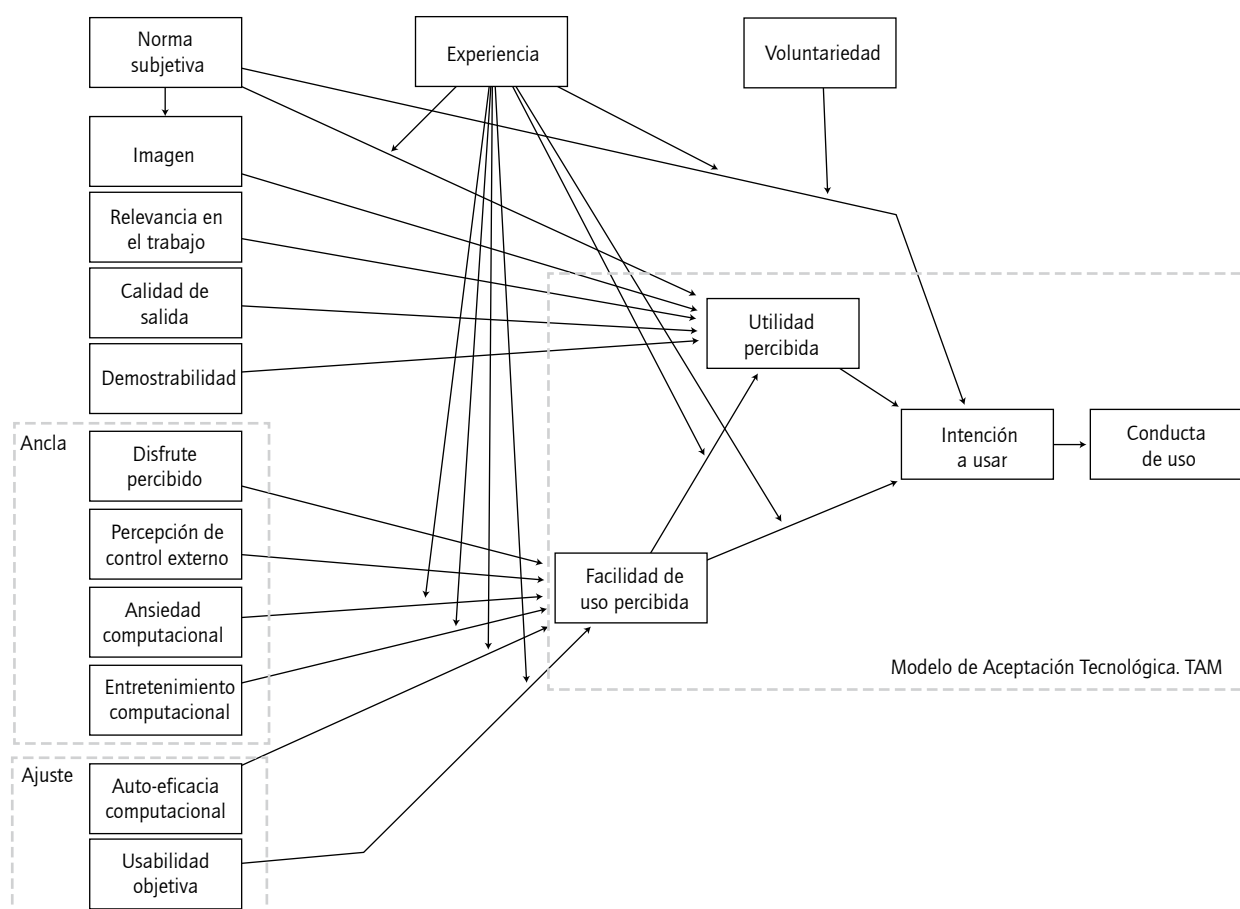 Norma
subjetiva
Experiencia
Voluntariedad
Imagen
Relevancia en
el trabajo
Calidad de
salida
Demostrabilidad
Utilidad
percibida
Intención
a usar
Conducta
de uso
Ancla
Disfrute
percibido
Percepción de
control externo
Ansiedad
computacional
Entretenimiento
computacional
Facilidad de
uso percibida
Modelo de Aceptación Tecnológica. TAM
Ajuste
Auto-eficacia
computacional
Usabilidad
objetiva